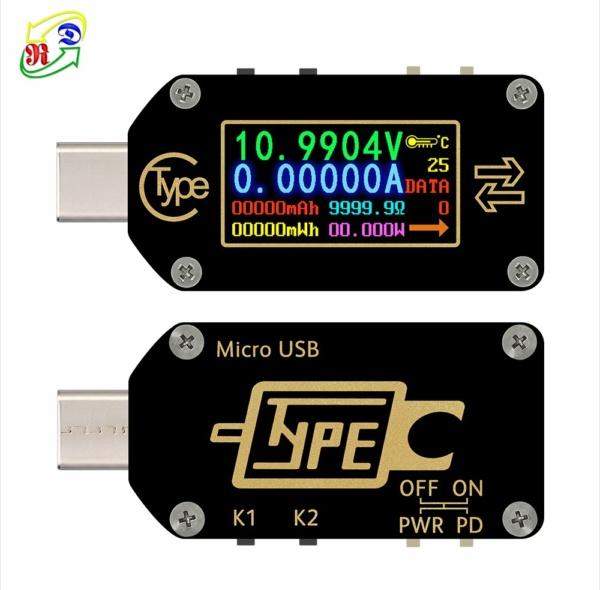 RD
Type C
10.9904V
°C
25
0.00000A
DATA
00000mAh 9999.9Ω 0
00000mWh 00.000W
Micro USB
TYPE C
OFF ON
K1 K2
PWR PD